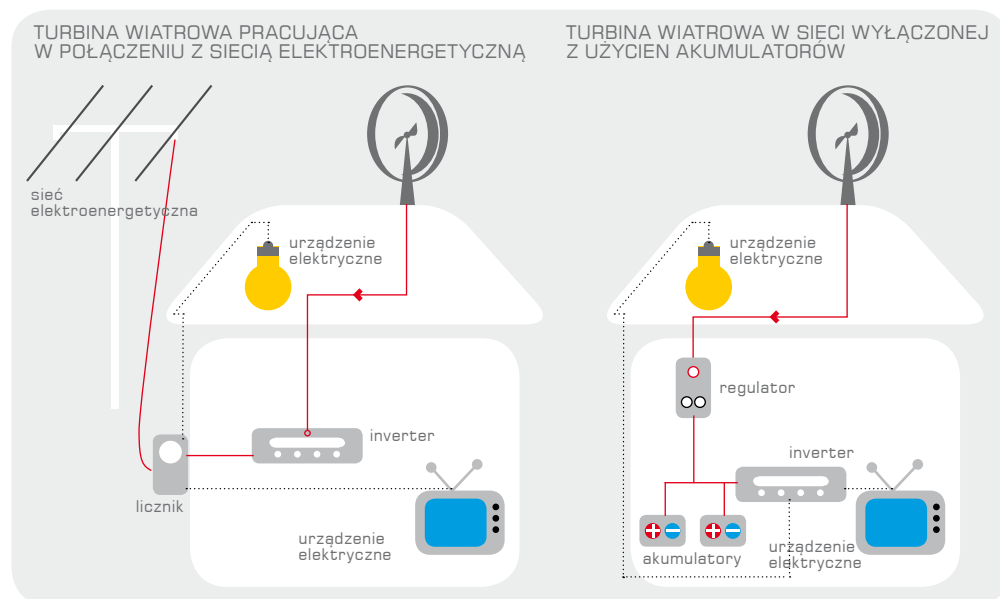 TURBINA WIATROWA PRACUJĄCA
W POŁĄCZENIU Z SIECIĄ ELEKTROENERGETYCZNĄ
sieć
elektroenergetyczna
urządzenie
elektryczne
inverter
licznik
urządzenie
elektryczne
TURBINA WIATROWA W SIECI WYŁĄCZONEJ
Z UŻYCIEN AKUMULATORÓW
urządzenie
elektryczne
regulator
inverter
akumulatory
urządzenie
elektryczne